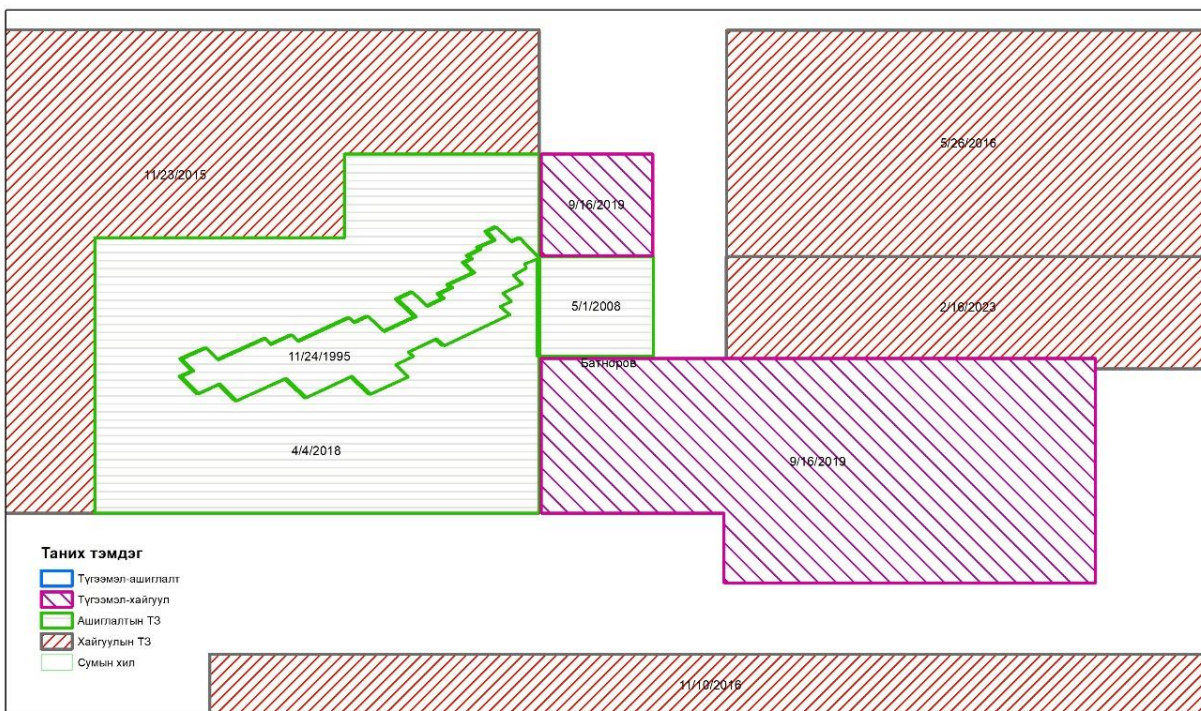 5/26/2016
11/23/2015
9/16/2019
5/1/2008
2/16/2023
11/24/1995
Батноров
4/4/2018
9/16/2019
Таних тэмдэг
Түгээмэл-ашиглалт
Түгээмэл-хайгуул
Ашиглалтын ТЗ
Хайгуулын ТЗ
Сумын хил
11/10/2016